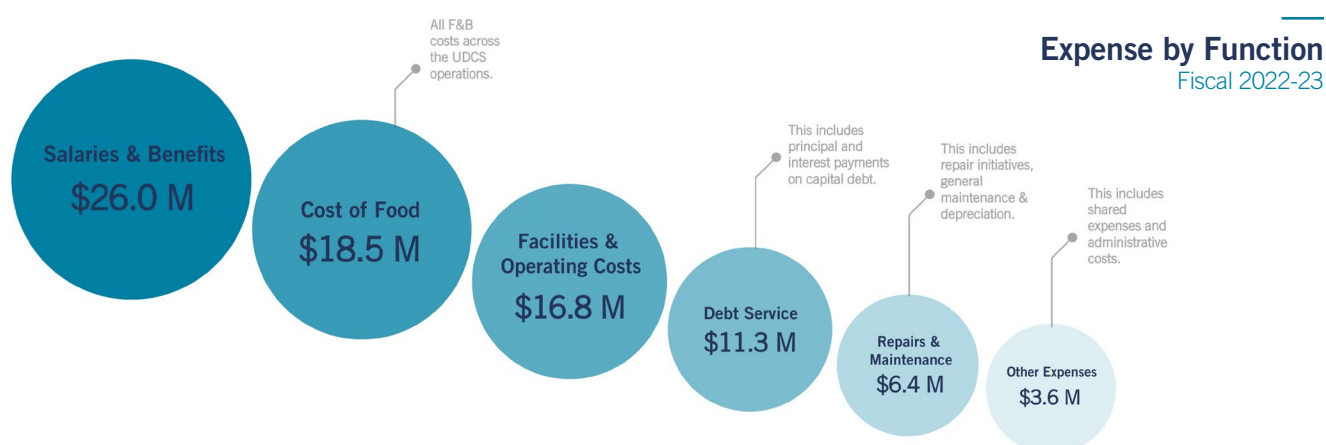 Expense by Function
Fiscal 2022-23
Salaries & Benefits
$26.0 M
All F&B
costs across
the UDCS
operations.
Cost of Food
$18.5 M
Facilities &
Operating Costs
$16.8 M
This includes
principal and
interest payments
on capital debt.
Debt Service
$11.3 M
This includes
repair initiatives,
general
maintenance &
depreciation.
Repairs &
Maintenance
$6.4 M
This includes
shared
expenses and
administrative
costs.
Other Expenses
$3.6 M